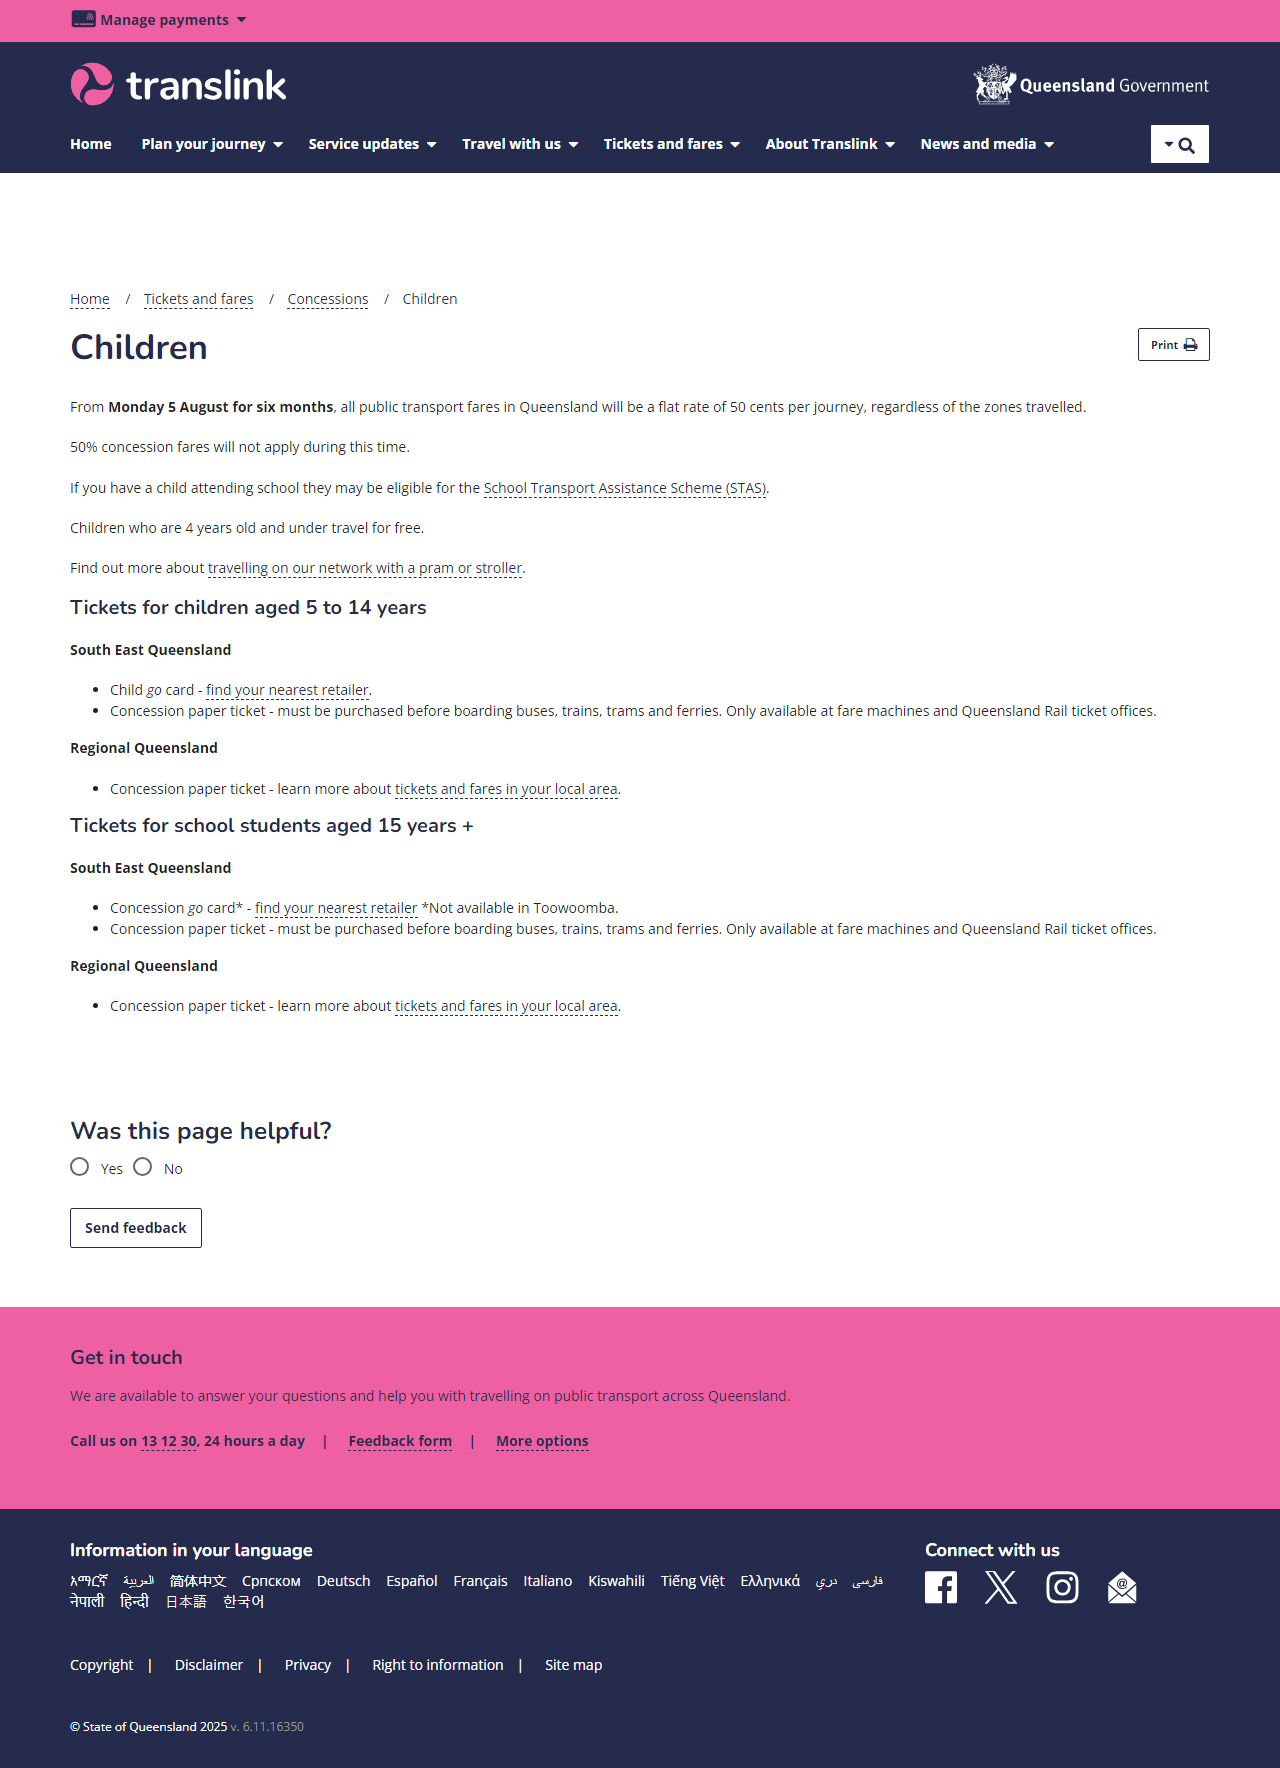 Manage payments
translink
Queensland Government
Home Plan your journey Service updates Travel with us Tickets and fares About Translink News and media
Home / Tickets and fares / Concessions / Children
Children
Print
From Monday 5 August for six months, all public transport fares in Queensland will be a flat rate of 50 cents per journey, regardless of the zones travelled.
50% concession fares will not apply during this time.
If you have a child attending school they may be eligible for the School Transport Assistance Scheme (STAS).
Children who are 4 years old and under travel for free.
Find out more about travelling on our network with a pram or stroller.
Tickets for children aged 5 to 14 years
South East Queensland
• Child go card - find your nearest retailer.
• Concession paper ticket - must be purchased before boarding buses, trains, trams and ferries. Only available at fare machines and Queensland Rail ticket offices.
Regional Queensland
• Concession paper ticket - learn more about tickets and fares in your local area.
Tickets for school students aged 15 years +
South East Queensland
• Concession go card* - find your nearest retailer *Not available in Toowoomba.
• Concession paper ticket - must be purchased before boarding buses, trains, trams and ferries. Only available at fare machines and Queensland Rail ticket offices.
Regional Queensland
• Concession paper ticket - learn more about tickets and fares in your local area.
Was this page helpful?
Yes No
Send feedback
Get in touch
We are available to answer your questions and help you with travelling on public transport across Queensland.
Call us on 13 12 30, 24 hours a day | Feedback form | More options
Information in your language
አማርኛ العربية 简体中文 Српском Deutsch Español Français Italiano Kiswahili Tiếng Việt Ελληνικά دري فارسی
नेपाली हिन्दी 日本語 한국어
Connect with us
Copyright | Disclaimer | Privacy | Right to information | Site map
© State of Queensland 2025 v. 6.11.16350